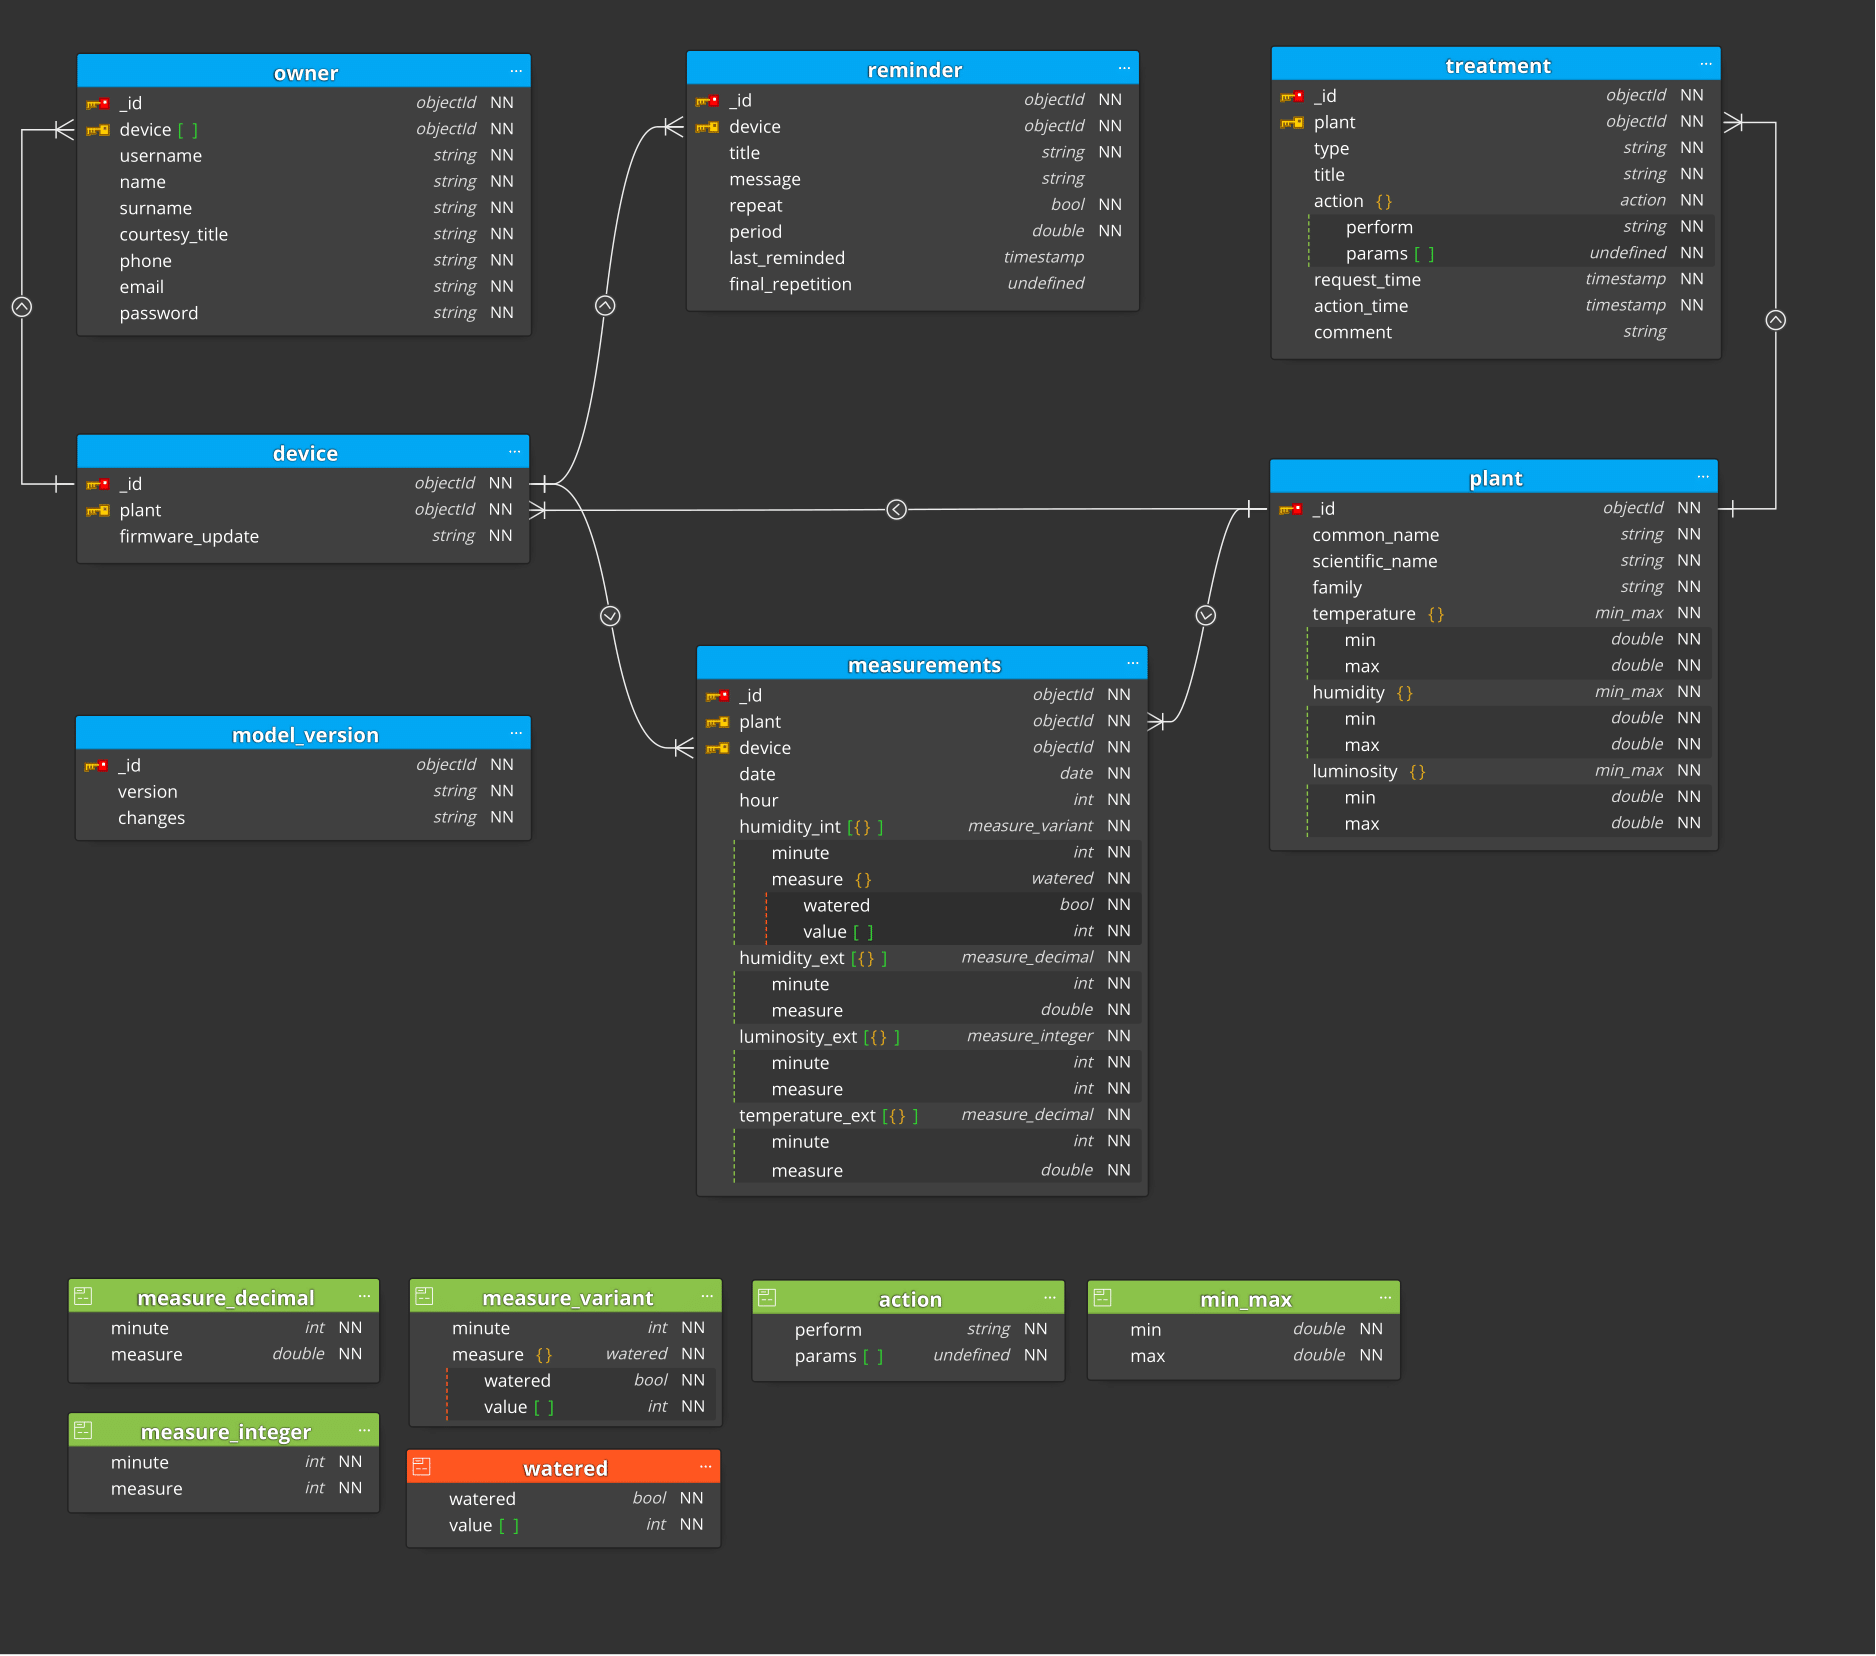 owner ...
_id objectId NN
device [ ] objectId NN
username string NN
name string NN
surname string NN
courtesy_title string NN
phone string NN
email string NN
password string NN
reminder ...
_id objectId NN
device objectId NN
title string NN
message string
repeat bool NN
period double NN
last_reminded timestamp
final_repetition undefined
treatment ...
_id objectId NN
plant objectId NN
type string NN
title string NN
action {} action NN
perform string NN
params [ ] undefined NN
request_time timestamp NN
action_time timestamp NN
comment string
device ...
_id objectId NN
plant objectId NN
firmware_update string NN
plant ...
_id objectId NN
common_name string NN
scientific_name string NN
family string NN
temperature {} min_max NN
min double NN
max double NN
humidity {} min_max NN
min double NN
max double NN
luminosity {} min_max NN
min double NN
max double NN
measurements ...
_id objectId NN
plant objectId NN
device objectId NN
date date NN
hour int NN
humidity_int [{} ] measure_variant NN
minute int NN
measure {} watered NN
watered bool NN
value [ ] int NN
humidity_ext [{} ] measure_decimal NN
minute int NN
measure double NN
luminosity_ext [{} ] measure_integer NN
minute int NN
measure int NN
temperature_ext [{} ] measure_decimal NN
minute int NN
measure double NN
model_version ...
_id objectId NN
version string NN
changes string NN
measure_decimal ...
minute int NN
measure double NN
measure_variant ...
minute int NN
measure {} watered NN
watered bool NN
value [ ] int NN
action ...
perform string NN
params [ ] undefined NN
min_max ...
min double NN
max double NN
measure_integer ...
minute int NN
measure int NN
watered ...
watered bool NN
value [ ] int NN